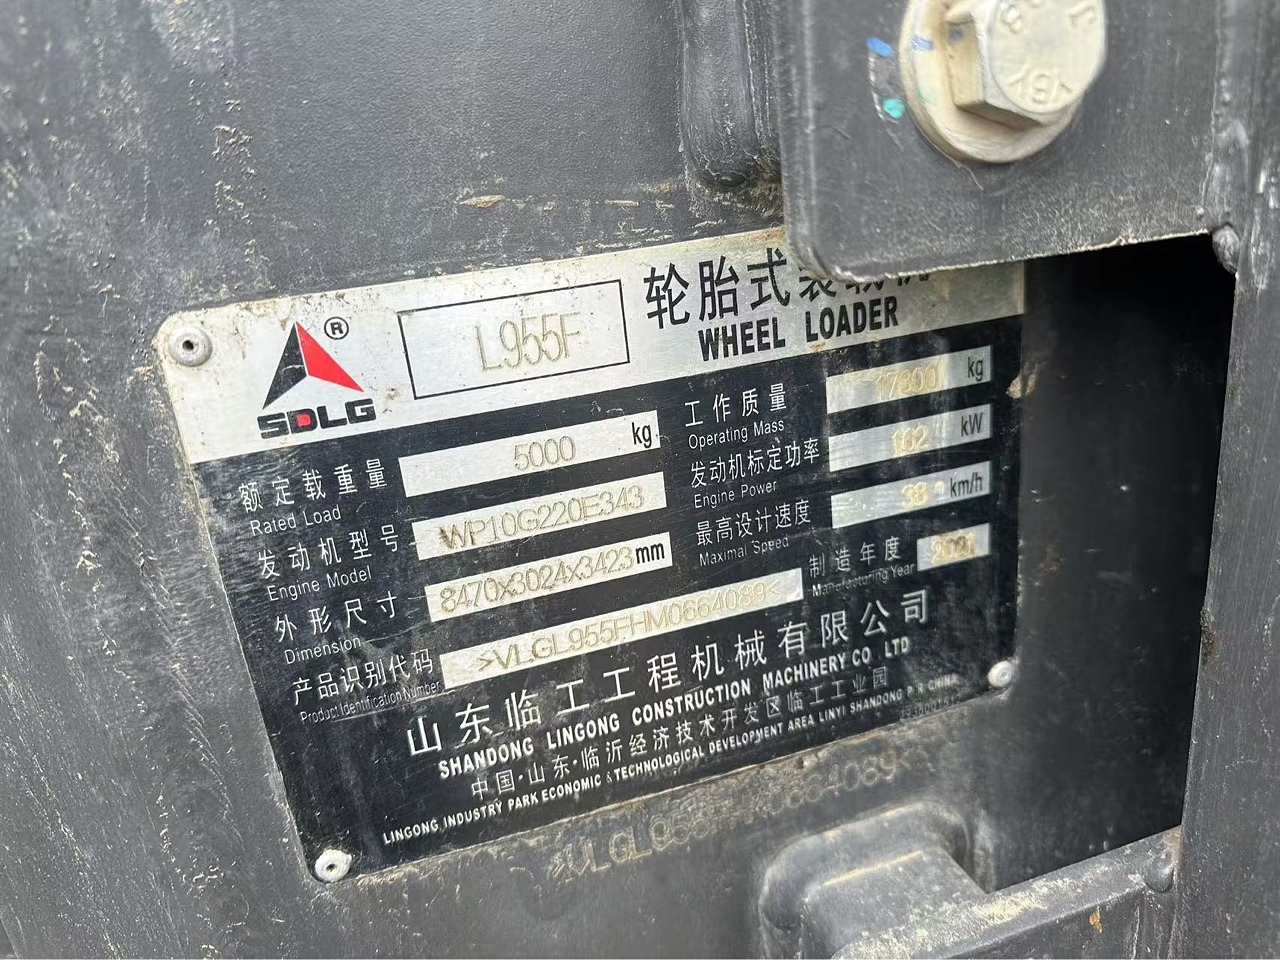 SDLG ®
L955F
轮胎式装载机
WHEEL LOADER
额定载重量 5000 kg
Rated Load
工作质量 17300 kg
Operating Mass
发动机型号 WP10G220E343
Engine Model
发动机标定功率 162 kW
Engine Power
外形尺寸 8470x3024x3423 mm
Dimension
最高设计速度 38 km/h
Maximal Speed
产品识别代码 >VLGL955FHM0664089<
Product Identification Number
制造年度 2021
Manufacturing Year
山东临工工程机械有限公司
SHANDONG LINGONG CONSTRUCTION MACHINERY CO LTD
中国·山东·临沂经济技术开发区临工工业园
LINGONG INDUSTRY PARK ECONOMIC & TECHNOLOGICAL DEVELOPMENT AREA LINYI SHANDONG P R CHINA